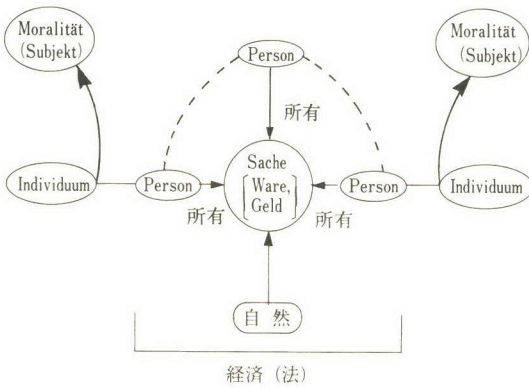 Moralität
(Subjekt)
Moralität
(Subjekt)
Person
所有
Sache
Ware,
Geld
Individuum
Person
Person
Individuum
所有
所有
自然
経済(法)